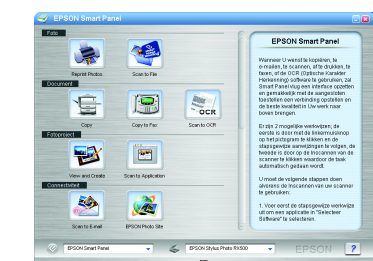 EPSON Smart Panel
Foto
Reprint Photos
Scan to File
Document
Copy
Copy to Fax
Scan to OCR
OCR
Fotoproject
View and Create
Scan to Application
Connectiviteit
Scan to E-mail
EPSON Photo Site
EPSON Smart Panel
Wanneer U wenst te kopiëren, te
e-mailen, te scannen, af te drukken, te
faxen, of de OCR (Optische Karakter
Herkenning) software te gebruiken, zal
Smart Panel vlug een interface opzetten
en gemakkelijk met de aangesloten
toestellen een verbinding opstellen en
de beste kwaliteit in Uw werk naar
boven brengen.
Er zijn 2 mogelijke werkwijzen, de
eerste is door met de linkermuisknop
op het pictogram te klikken en de
stapsgewijze aanwijzingen te volgen, de
tweede is door op de Inscannen van de
scanner te klikken waardoor de taak
automatisch gedaan wordt.
U moet de volgende stappen doen
alvorens de Inscannen van uw scanner
te gebruiken:
1. Voer eerst de stapsgewijze werkwijze
uit om een applicatie in "Selecteer
Software" te selecteren.
EPSON Smart Panel
EPSON Stylus Photo RX500
EPSON
?